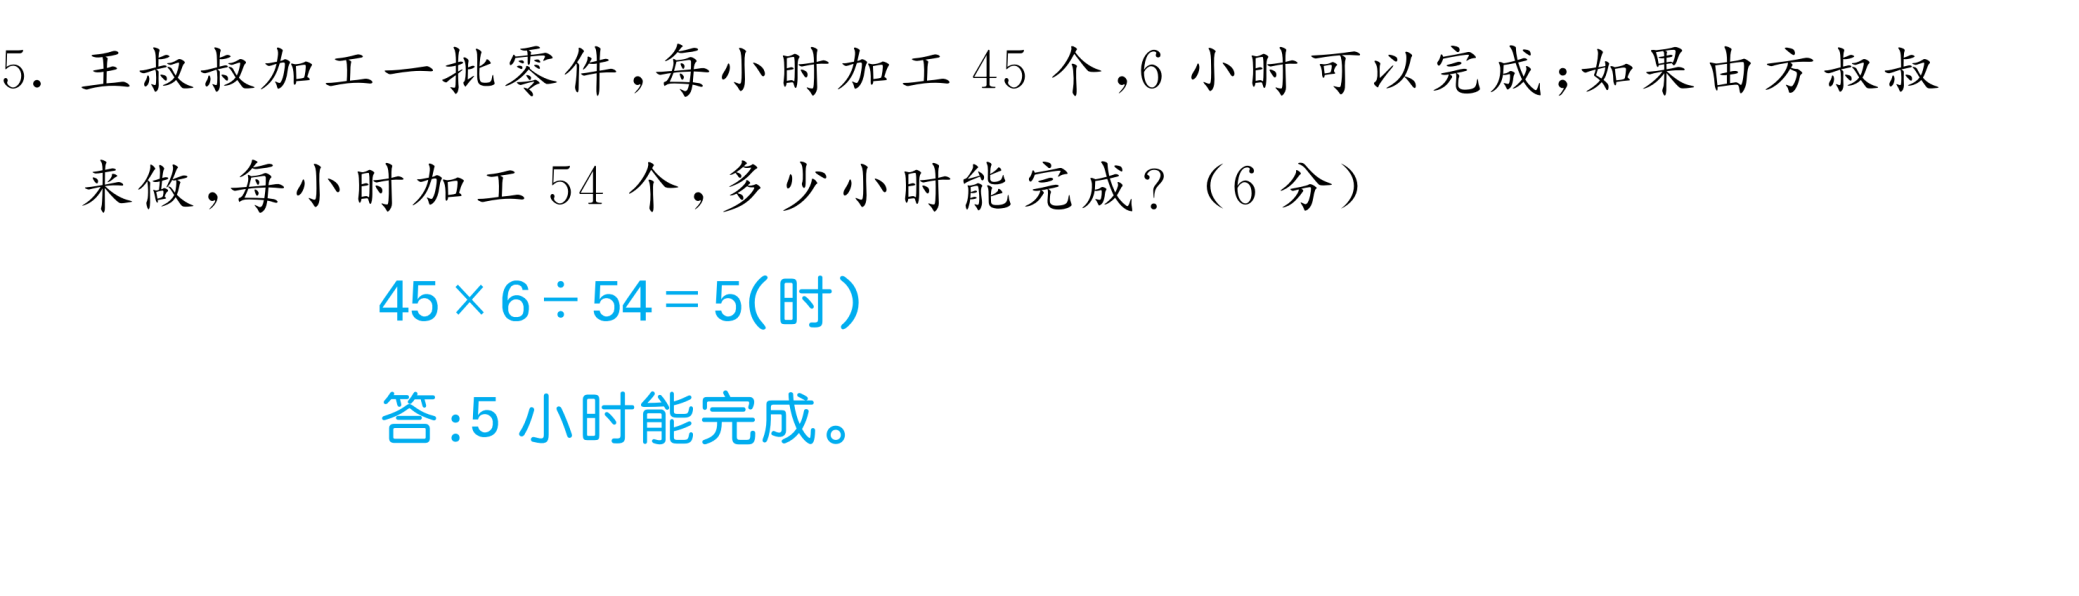 5. 王叔叔加工一批零件,每小时加工 45 个,6 小时可以完成;如果由方叔叔
来做,每小时加工 54 个,多少小时能完成?(6 分)
45×6÷54=5(时)
答:5 小时能完成。